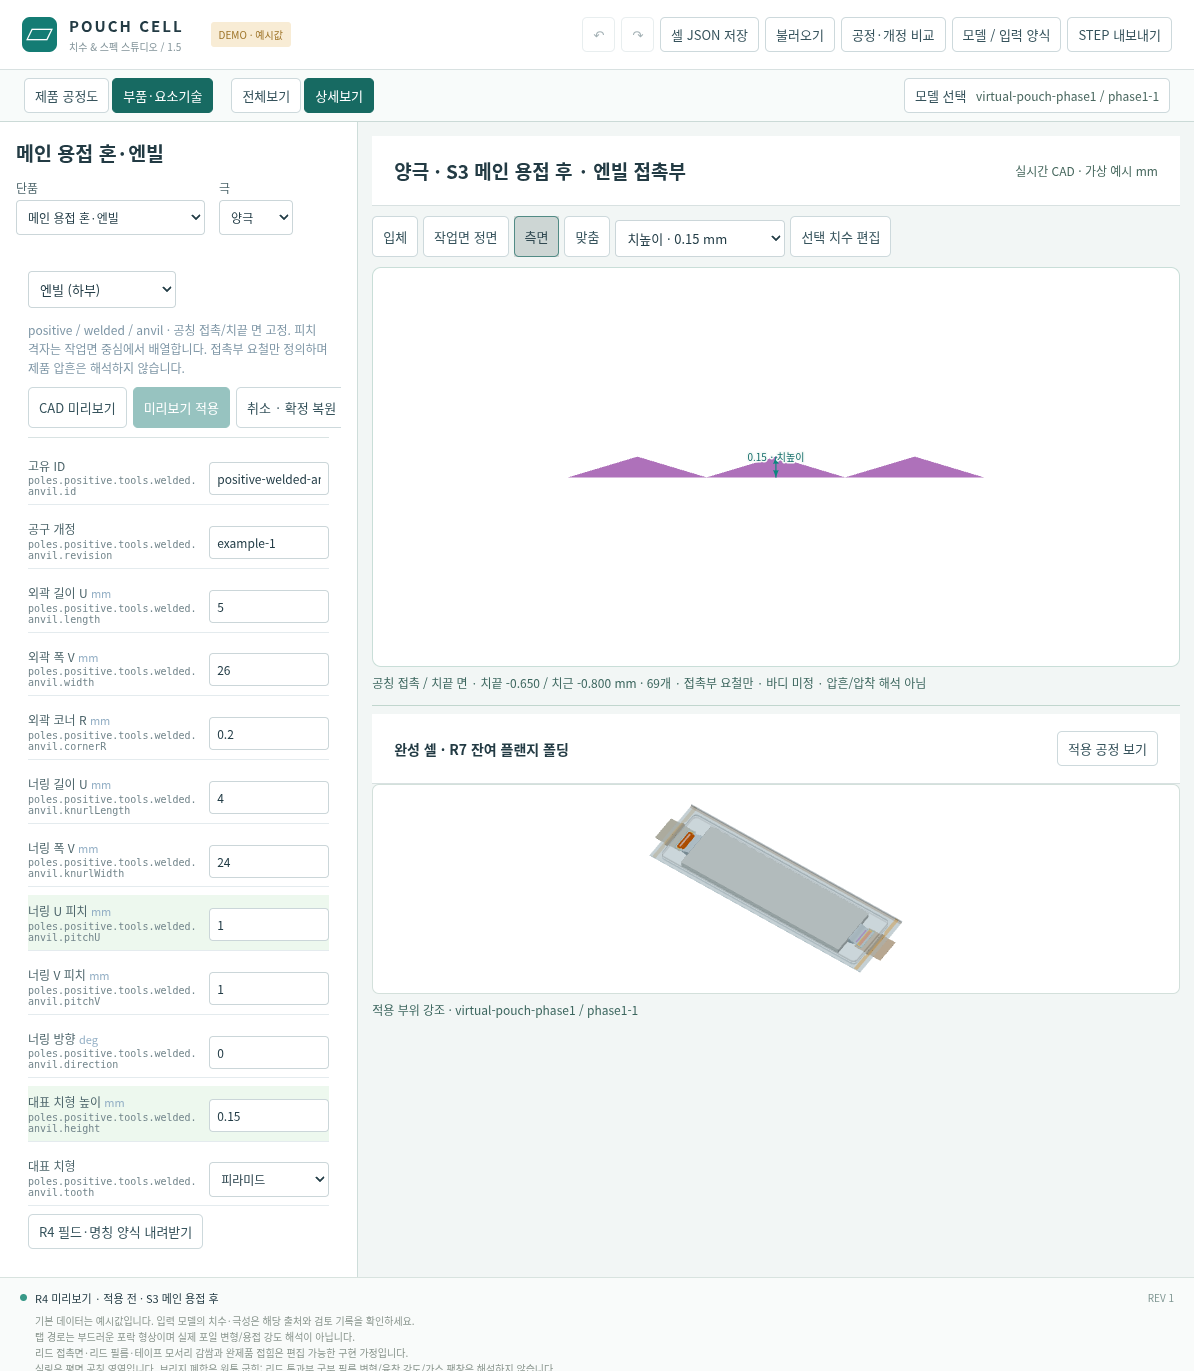 POUCH CELL
치수 & 스펙 스튜디오 / 1.5
DEMO · 예시값
↶
↷
셀 JSON 저장
불러오기
공정·개정 비교
모델 / 입력 양식
STEP 내보내기
제품 공정도
부품·요소기술
전체보기
상세보기
모델 선택 virtual-pouch-phase1 / phase1-1
메인 용접 혼·엔빌
단품
극
메인 용접 혼·엔빌
양극
엔빌 (하부)
positive / welded / anvil · 공칭 접촉/치끝 면 고정. 피치
격자는 작업면 중심에서 배열합니다. 접촉부 요철만 정의하며
제품 압흔은 해석하지 않습니다.
CAD 미리보기
미리보기 적용
취소 · 확정 복원
고유 ID
poles.positive.tools.welded.
anvil.id
positive-welded-ar
공구 개정
poles.positive.tools.welded.
anvil.revision
example-1
외곽 길이 U mm
poles.positive.tools.welded.
anvil.length
5
외곽 폭 V mm
poles.positive.tools.welded.
anvil.width
26
외곽 코너 R mm
poles.positive.tools.welded.
anvil.cornerR
0.2
너링 길이 U mm
poles.positive.tools.welded.
anvil.knurlLength
4
너링 폭 V mm
poles.positive.tools.welded.
anvil.knurlWidth
24
너링 U 피치 mm
poles.positive.tools.welded.
anvil.pitchU
1
너링 V 피치 mm
poles.positive.tools.welded.
anvil.pitchV
1
너링 방향 deg
poles.positive.tools.welded.
anvil.direction
0
대표 치형 높이 mm
poles.positive.tools.welded.
anvil.height
0.15
대표 치형
poles.positive.tools.welded.
anvil.tooth
피라미드
R4 필드·명칭 양식 내려받기
양극 · S3 메인 용접 후 · 엔빌 접촉부
실시간 CAD · 가상 예시 mm
입체
작업면 정면
측면
맞춤
치높이 · 0.15 mm
선택 치수 편집
0.15 · 치높이
공칭 접촉 / 치끝 면 · 치끝 -0.650 / 치근 -0.800 mm · 69개 · 접촉부 요철만 · 바디 미정 · 압흔/압착 해석 아님
완성 셀 · R7 잔여 플랜지 폴딩
적용 공정 보기
적용 부위 강조 · virtual-pouch-phase1 / phase1-1
R4 미리보기 · 적용 전 · S3 메인 용접 후
REV 1
기본 데이터는 예시값입니다. 입력 모델의 치수·극성은 해당 출처와 검토 기록을 확인하세요.
탭 경로는 부드러운 포락 형상이며 실제 포일 변형/용접 강도 해석이 아닙니다.
리드 접촉면·리드 필름·테이프 모서리 감쌈과 완제품 접힘은 편집 가능한 구현 가정입니다.